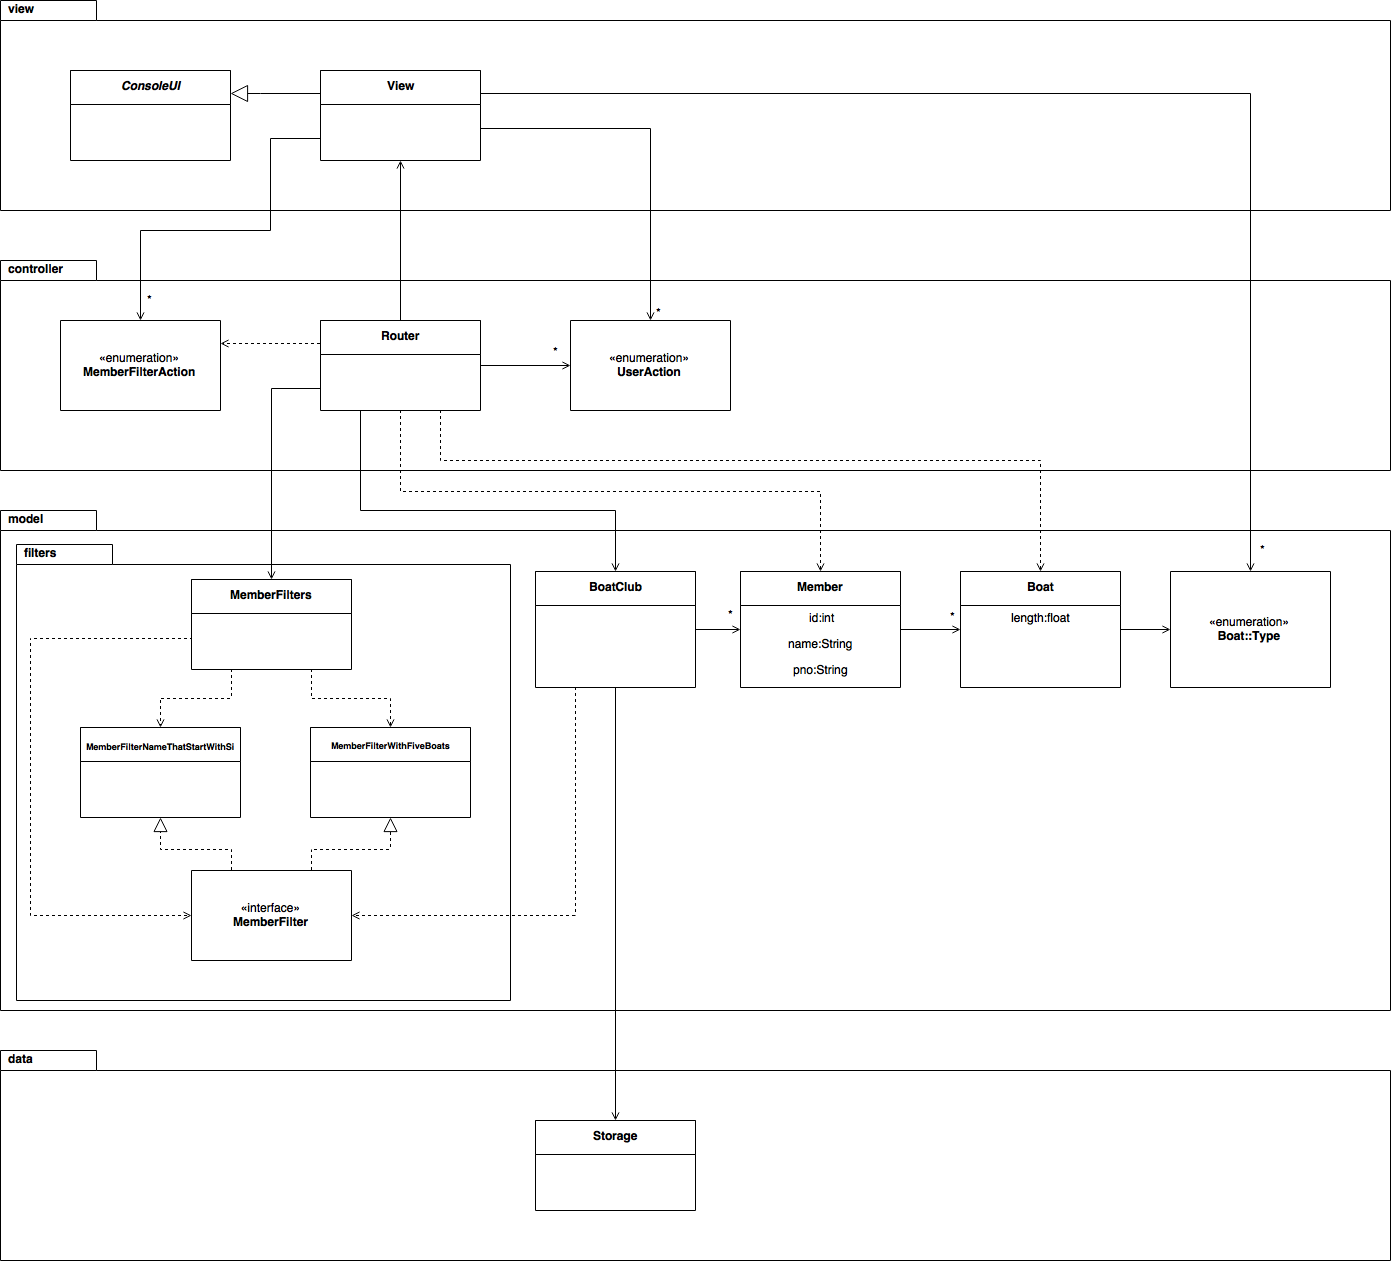 view
ConsoleUI
View
controller
*
*
«enumeration»
MemberFilterAction
Router
*
«enumeration»
UserAction
model
*
filters
MemberFilters
BoatClub
*
Member
id:int
name:String
pno:String
*
Boat
length:float
«enumeration»
Boat::Type
MemberFilterNameThatStartWithSi
MemberFilterWithFiveBoats
«interface»
MemberFilter
data
Storage